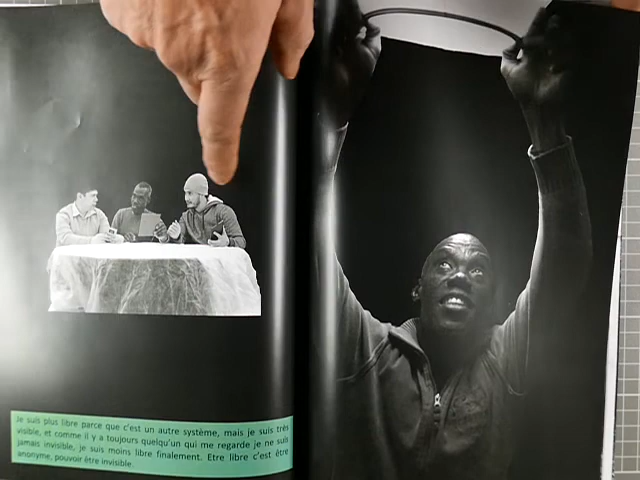 Je suis plus libre parce que c'est un autre système, mais je suis très
visible, et comme il y a toujours quelqu'un qui me regarde je ne suis
jamais invisible, je suis moins libre finalement. Etre libre c'est être
anonyme, pouvoir être invisible.